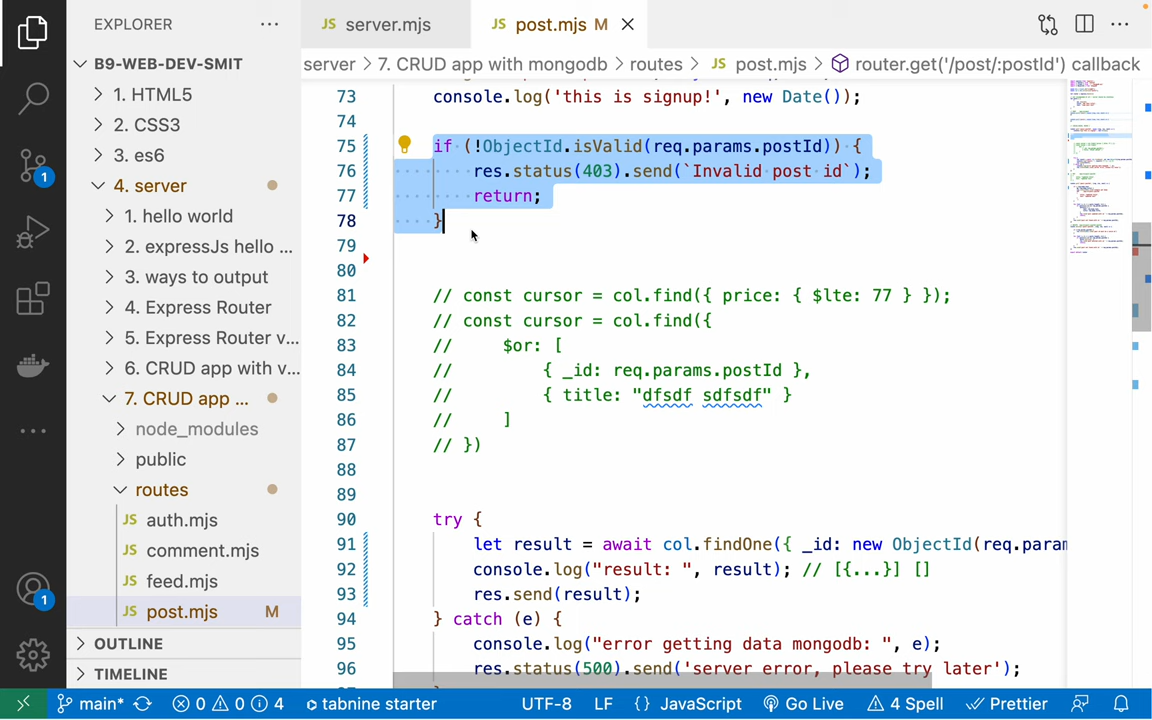 EXPLORER
B9-WEB-DEV-SMIT
1. HTML5
2. CSS3
3. es6
4. server
1. hello world
2. expressJs hello ...
3. ways to output
4. Express Router
5. Express Router v...
6. CRUD app with v...
7. CRUD app ...
node_modules
public
routes
JS auth.mjs
JS comment.mjs
JS feed.mjs
JS post.mjs M
OUTLINE
TIMELINE
1
1
JS server.mjs
JS post.mjs M
server > 7. CRUD app with mongodb > routes > JS post.mjs > router.get('/post/:postId') callback
73 console.log('this is signup!', new Date());
74
75 if (!ObjectId.isValid(req.params.postId)) {
76 res.status(403).send(`Invalid post id`);
77 return;
78 }
79
80
81 // const cursor = col.find({ price: { $lte: 77 } });
82 // const cursor = col.find({
83 // $or: [
84 // { _id: req.params.postId },
85 // { title: "dfsdf sdfsdf" }
86 // ]
87 // })
88
89
90 try {
91 let result = await col.findOne({ _id: new ObjectId(req.param
92 console.log("result: ", result); // [{...}] []
93 res.send(result);
94 } catch (e) {
95 console.log("error getting data mongodb: ", e);
96 res.status(500).send('server error, please try later');
main* 0 0 4 tabnine starter UTF-8 LF {} JavaScript Go Live 4 Spell Prettier